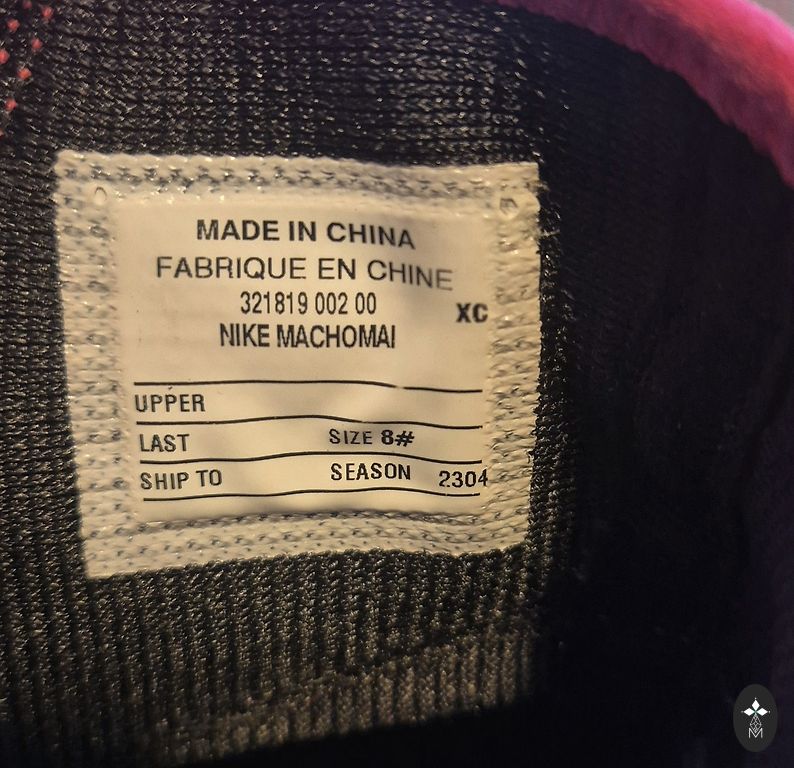 MADE IN CHINA
FABRIQUE EN CHINE
321819 002 00
XC
NIKE MACHOMAI
UPPER
LAST SIZE 8#
SHIP TO SEASON 2304
M